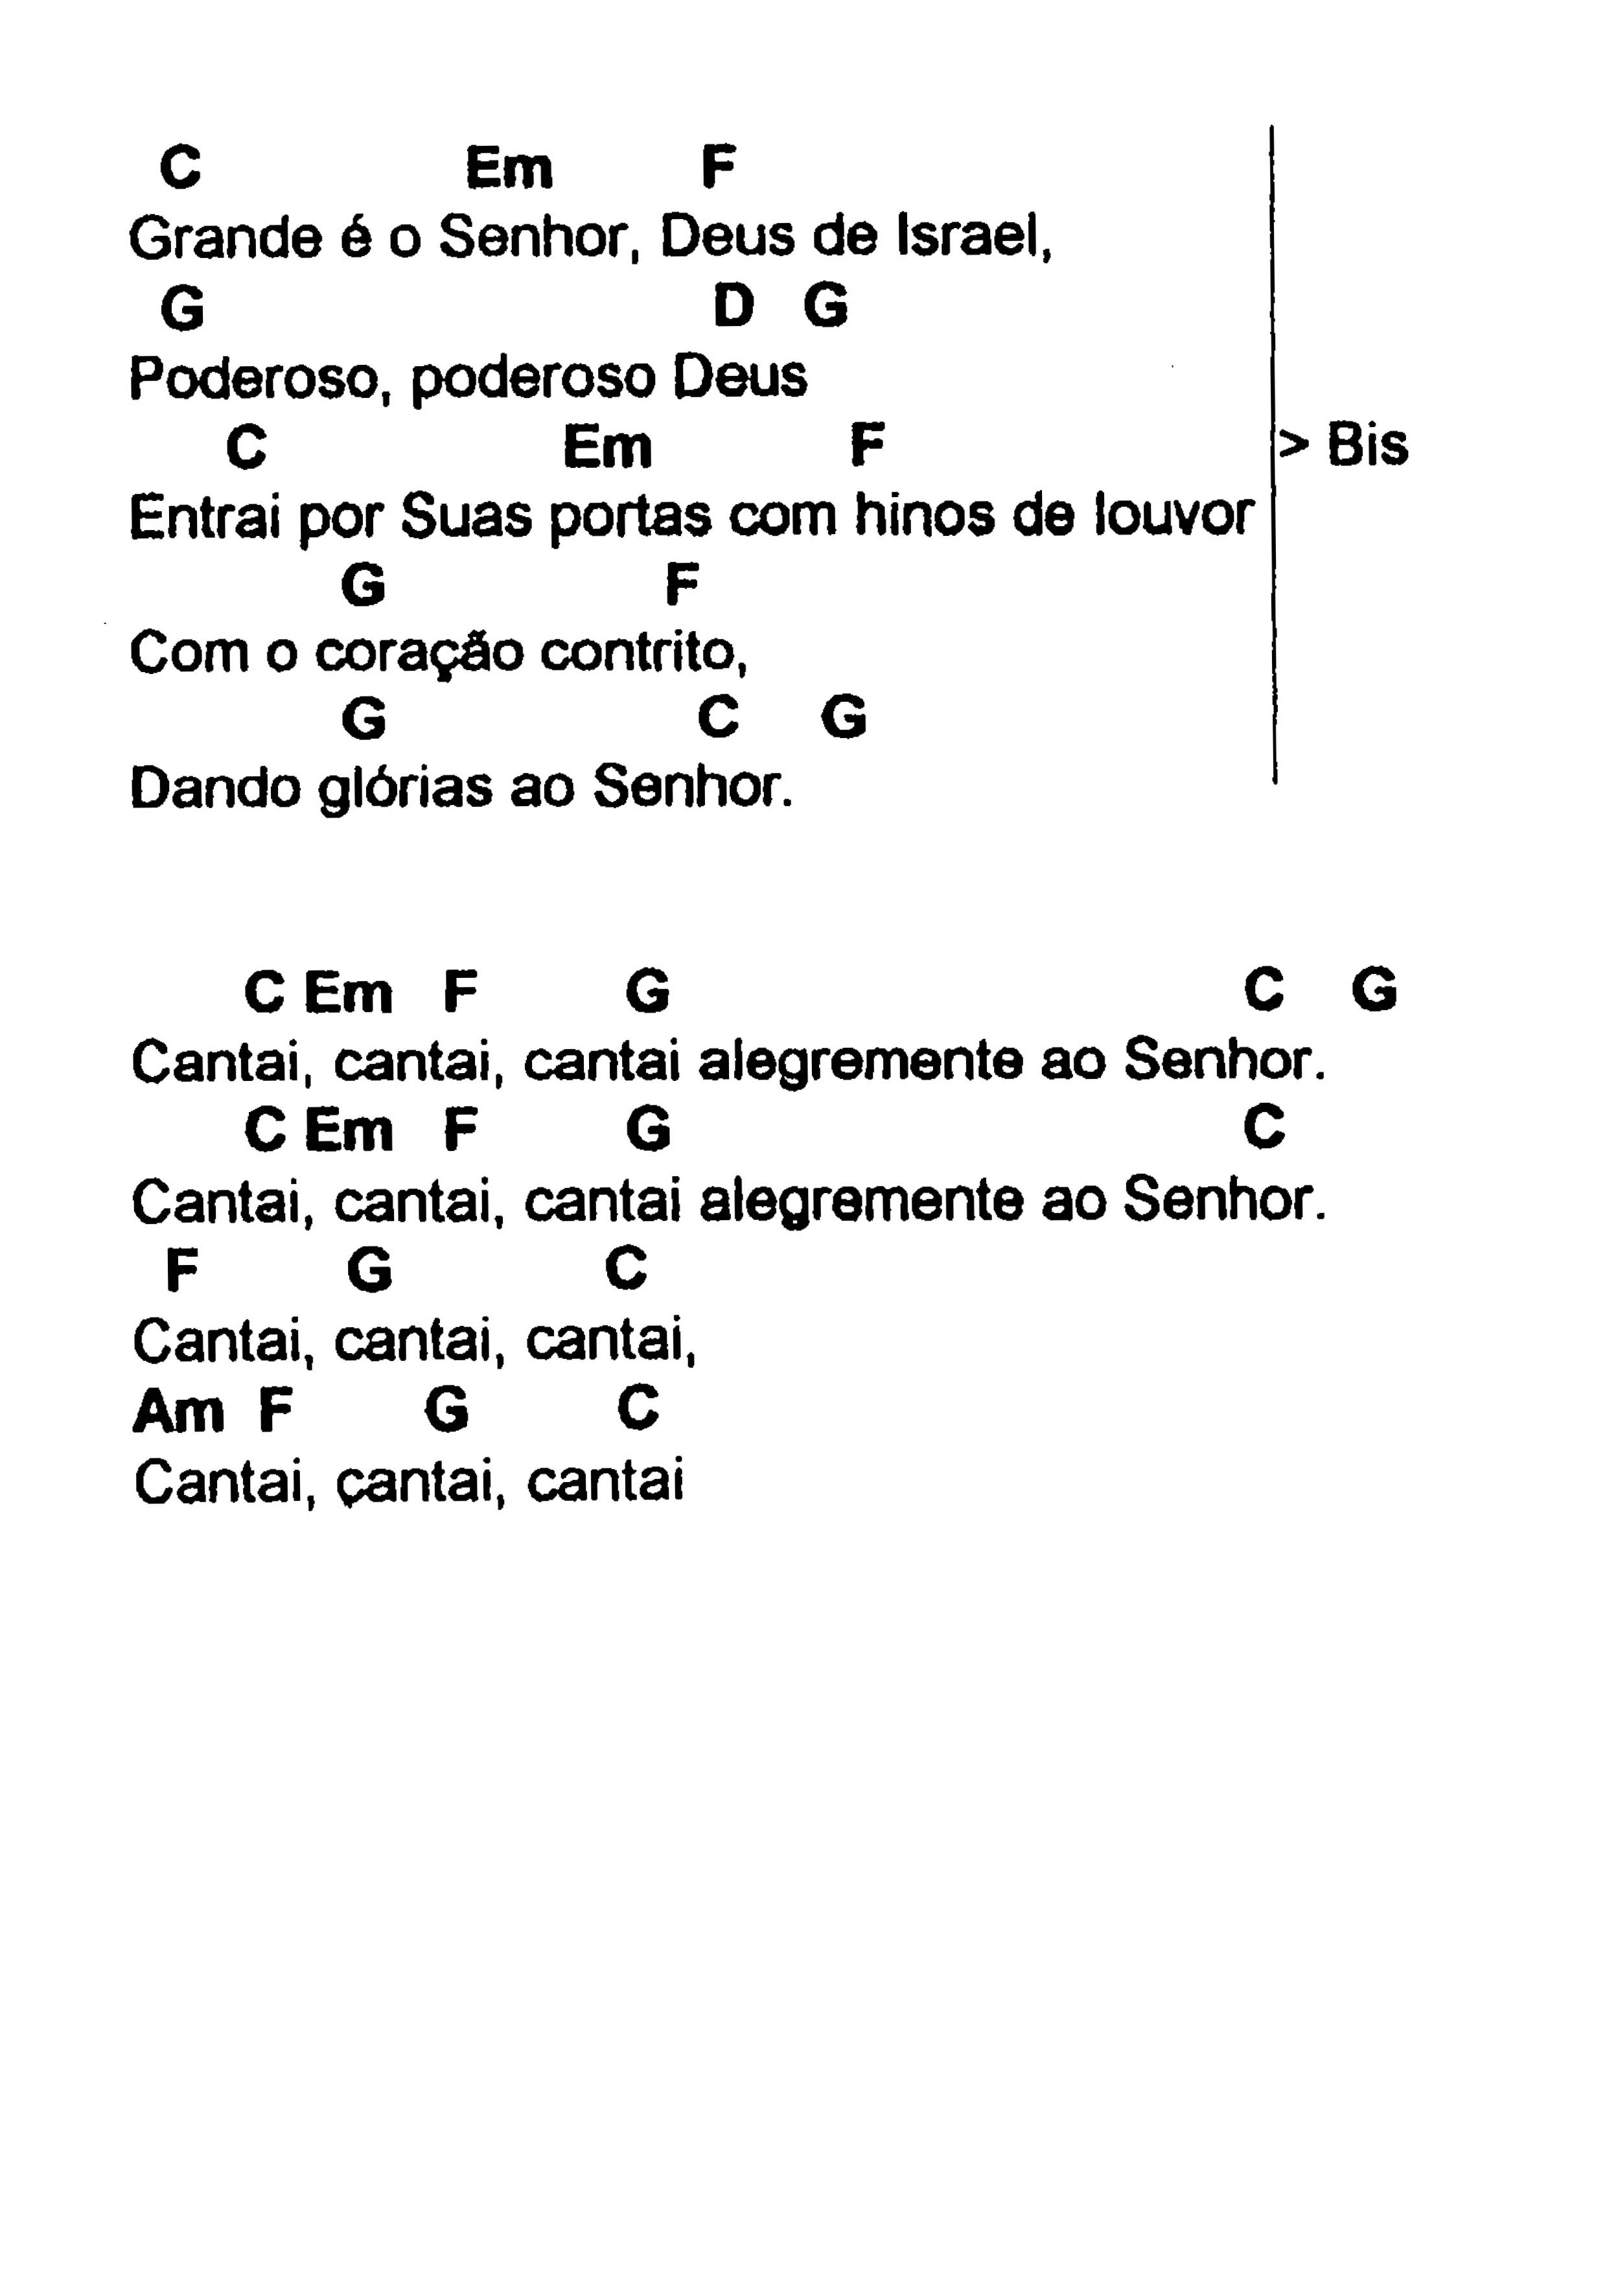 C Em F
Grande é o Senhor, Deus de Israel,
G D G
Poderoso, poderoso Deus
C Em F
> Bis
Entrai por Suas portas com hinos de louvor
G F
Com o coração contrito,
G C G
Dando glórias ao Senhor.
C Em F G C G
Cantai, cantai, cantai alegremente ao Senhor.
C Em F G C
Cantai, cantai, cantai alegremente ao Senhor.
F G C
Cantai, cantai, cantai,
Am F G C
Cantai, cantai, cantai